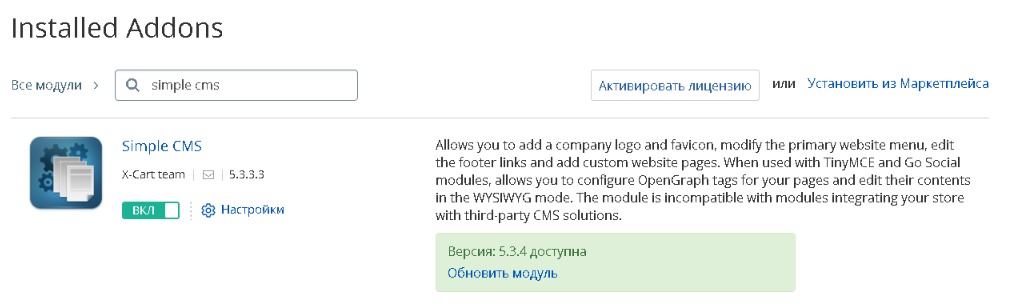 Installed Addons
Все модули > simple cms Активировать лицензию или Установить из Маркетплейса
Simple CMS
X-Cart team | 5.3.3.3
ВКЛ Настройки
Allows you to add a company logo and favicon, modify the primary website menu, edit
the footer links and add custom website pages. When used with TinyMCE and Go Social
modules, allows you to configure OpenGraph tags for your pages and edit their contents
in the WYSIWYG mode. The module is incompatible with modules integrating your store
with third-party CMS solutions.
Версия: 5.3.4 доступна
Обновить модуль